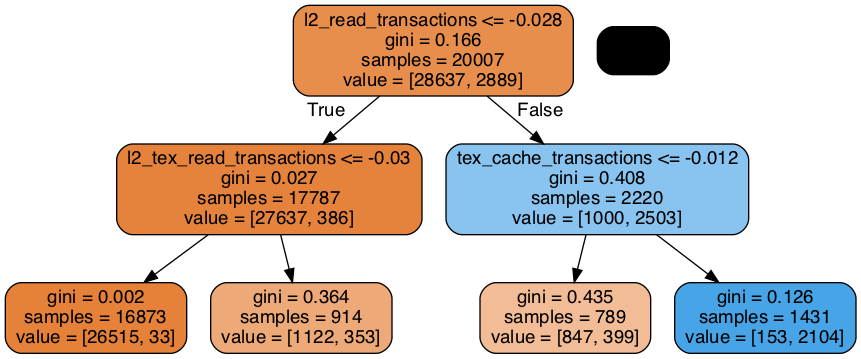 l2_read_transactions <= -0.028
gini = 0.166
samples = 20007
value = [28637, 2889]
True
False
l2_tex_read_transactions <= -0.03
gini = 0.027
samples = 17787
value = [27637, 386]
tex_cache_transactions <= -0.012
gini = 0.408
samples = 2220
value = [1000, 2503]
gini = 0.002
samples = 16873
value = [26515, 33]
gini = 0.364
samples = 914
value = [1122, 353]
gini = 0.435
samples = 789
value = [847, 399]
gini = 0.126
samples = 1431
value = [153, 2104]